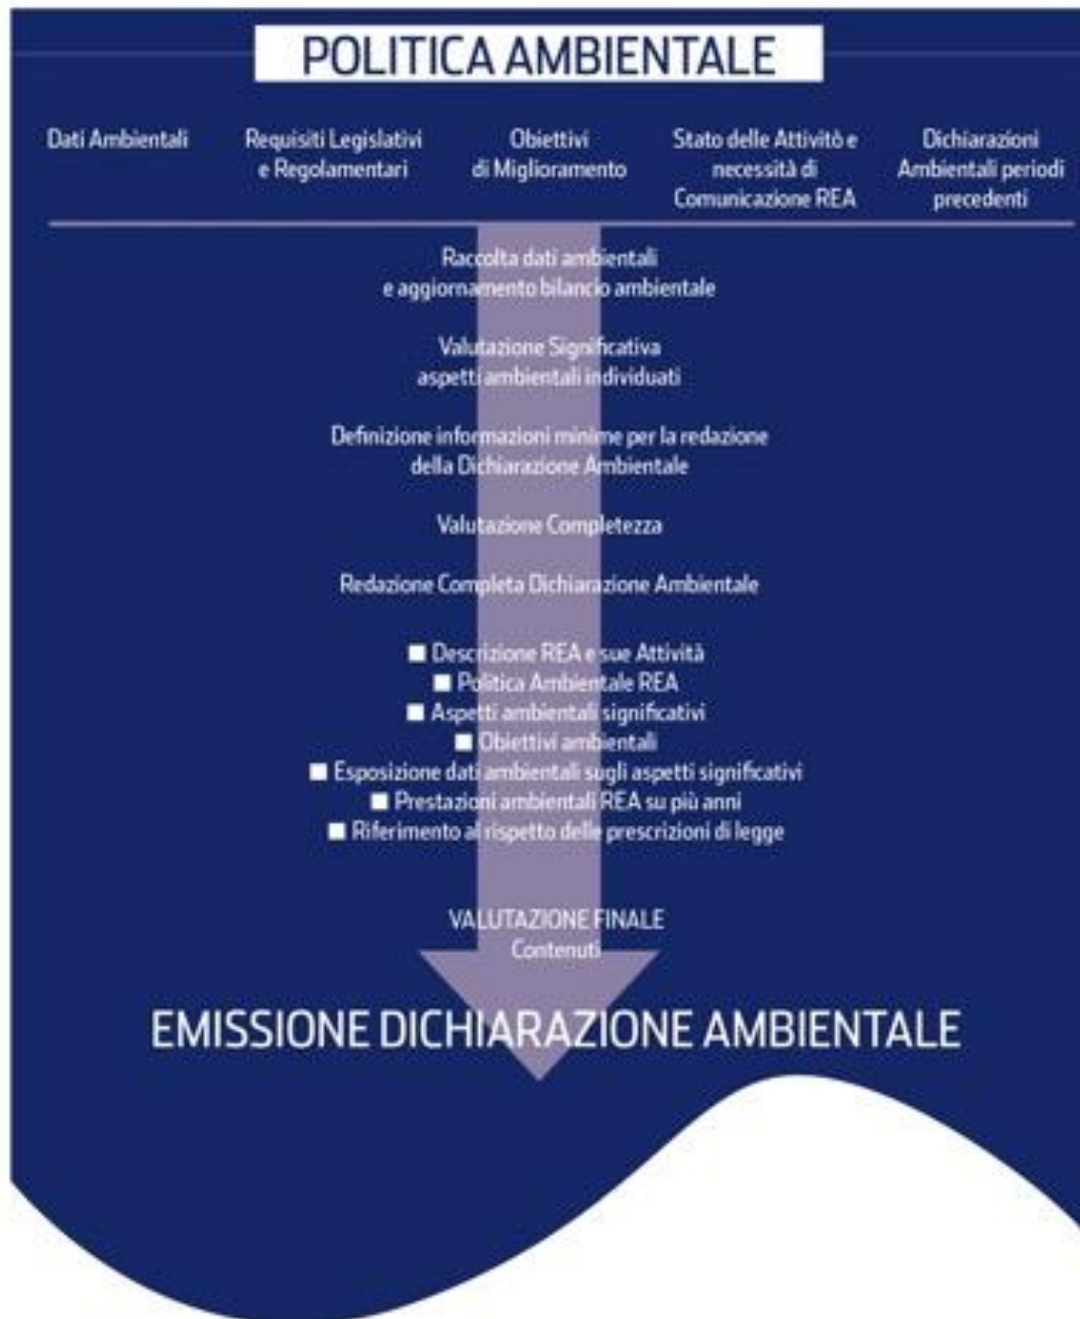 POLITICA AMBIENTALE
Dati Ambientali
Requisiti Legislativi
e Regolamentari
Obiettivi
di Miglioramento
Stato delle Attivitò e
necessità di
Comunicazione REA
Dichiarazioni
Ambientali periodi
precedenti
Raccolta dati ambientali
e aggiornamento bilancio ambientale
Valutazione Significativa
aspetti ambientali individuati
Definizione informazioni minime per la redazione
della Dichiarazione Ambientale
Valutazione Completezza
Redazione Completa Dichiarazione Ambientale
■ Descrizione REA e sue Attività
■ Politica Ambientale REA
■ Aspetti ambientali significativi
■ Obiettivi ambientali
■ Esposizione dati ambientali sugli aspetti significativi
■ Prestazioni ambientali REA su più anni
■ Riferimento al rispetto delle prescrizioni di legge
VALUTAZIONE FINALE
Contenuti
EMISSIONE DICHIARAZIONE AMBIENTALE